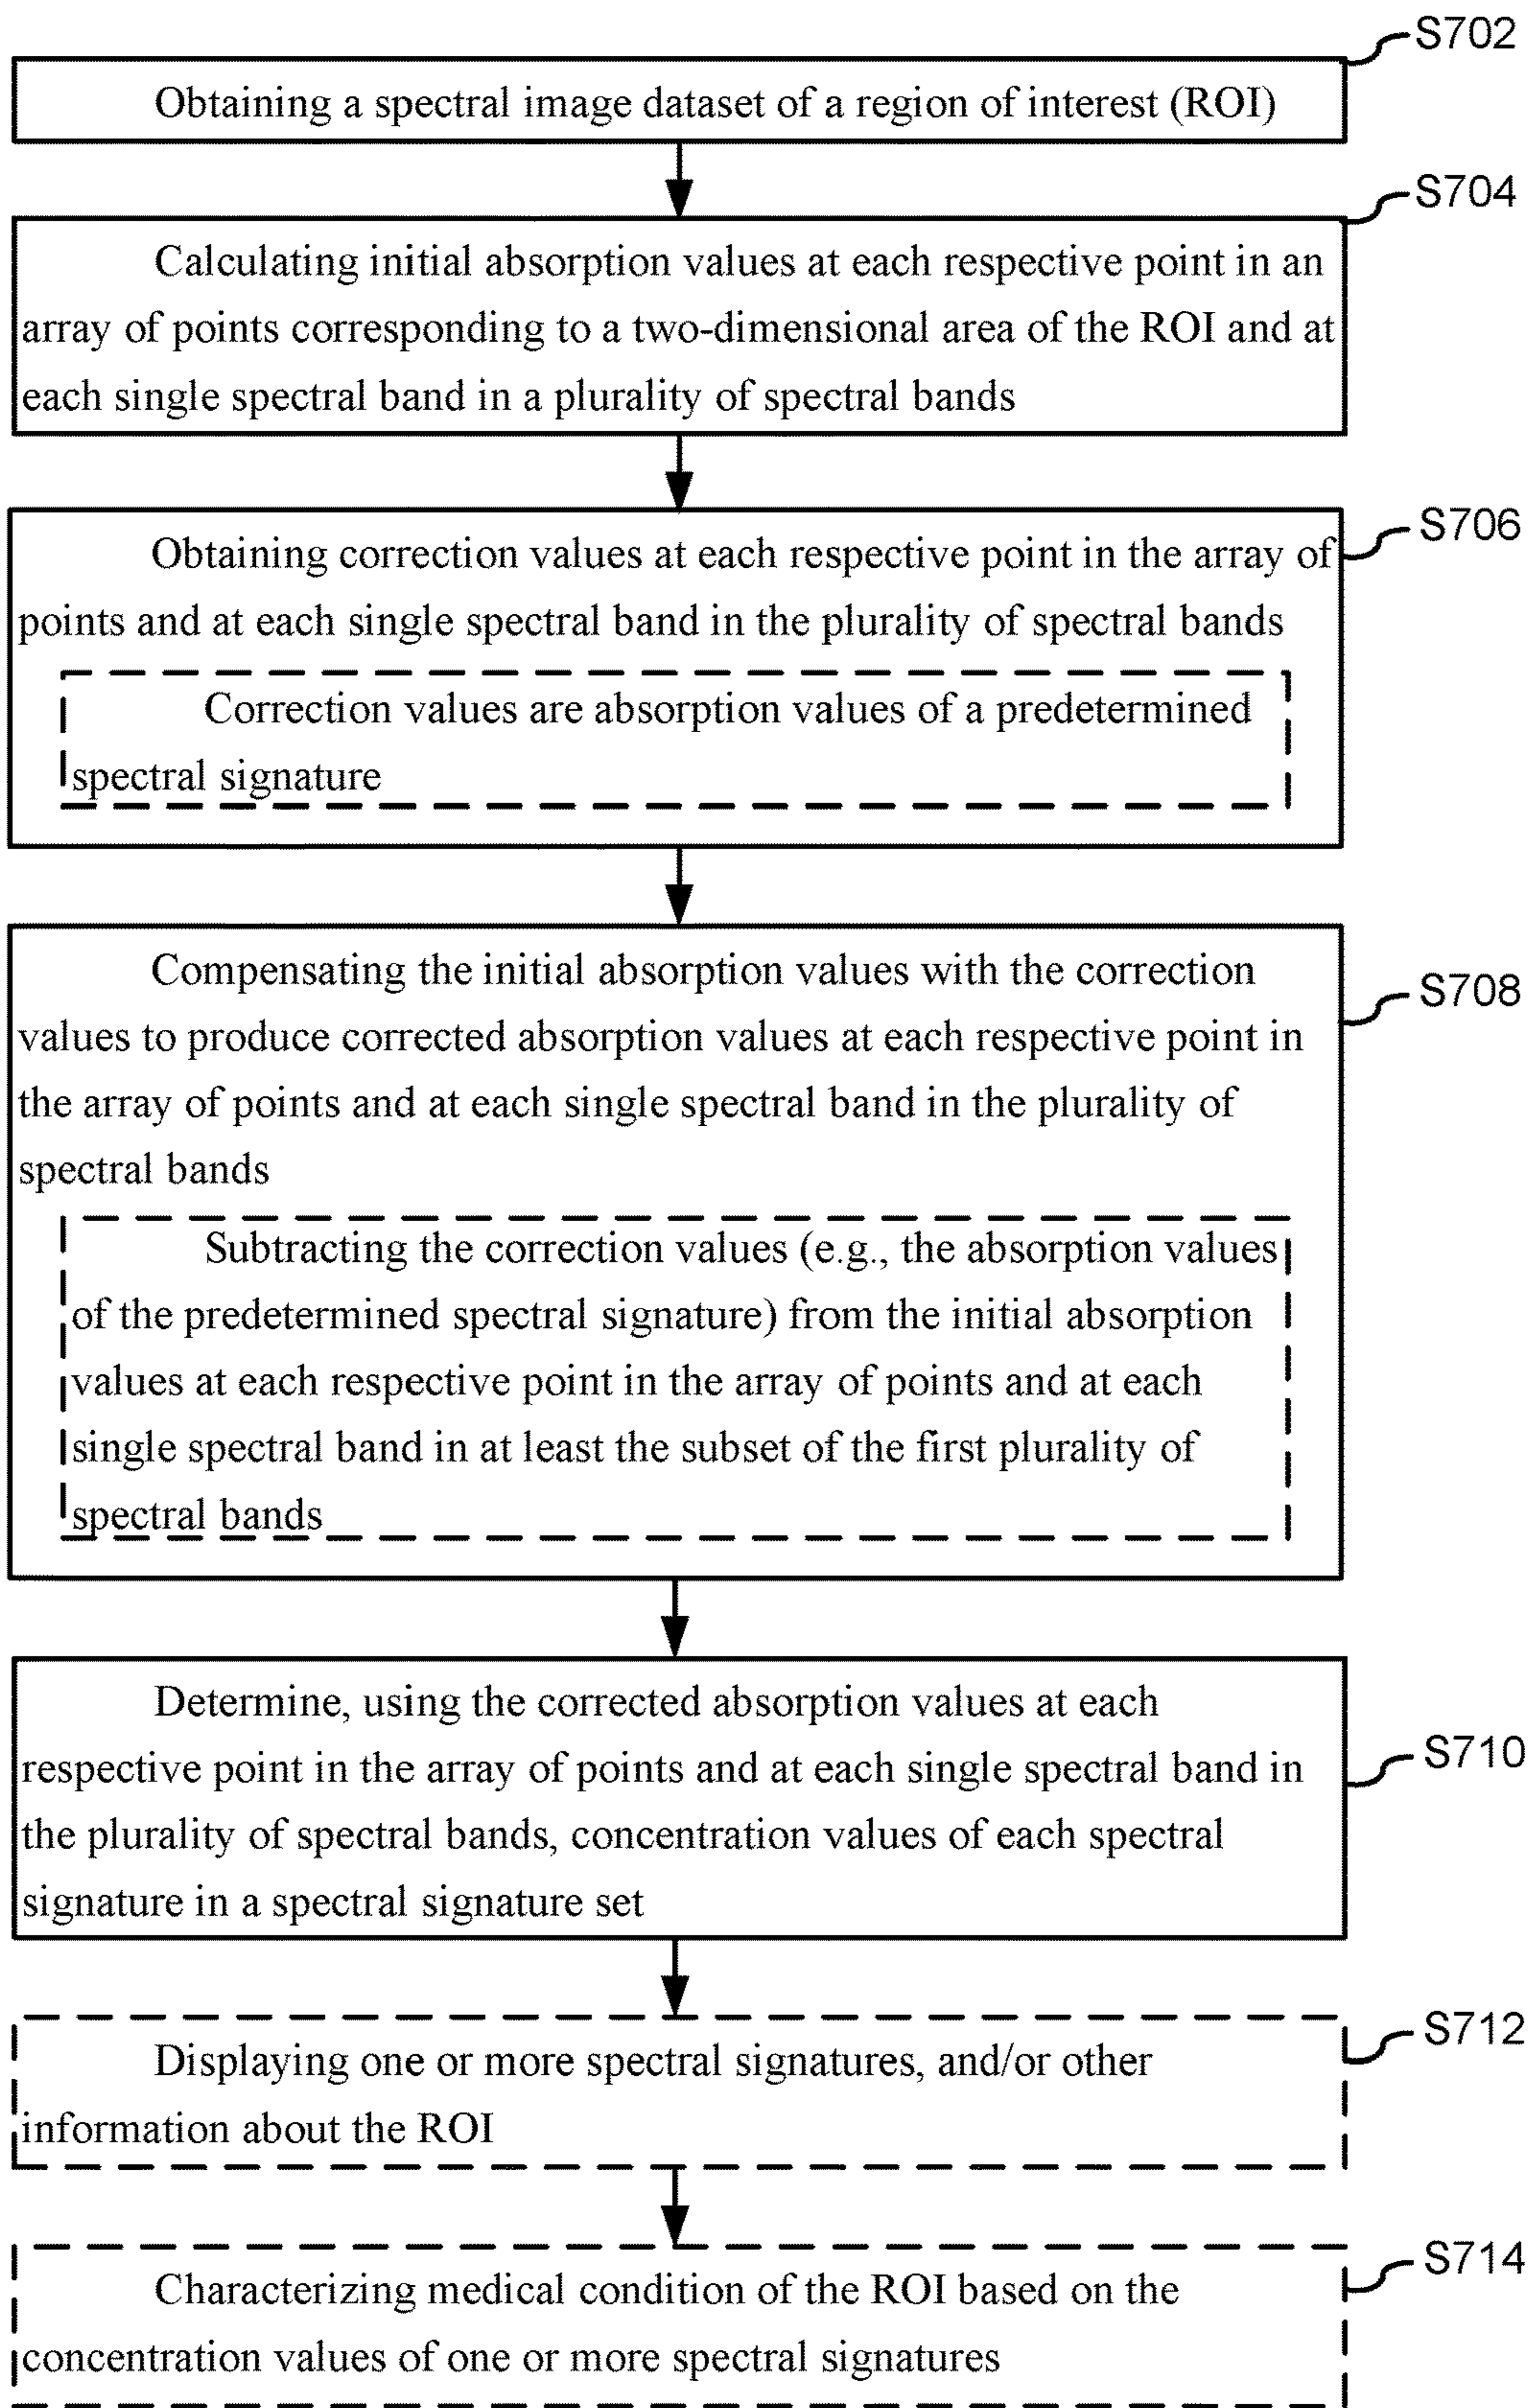 S702
Obtaining a spectral image dataset of a region of interest (ROI)
S704
Calculating initial absorption values at each respective point in an
array of points corresponding to a two-dimensional area of the ROI and at
each single spectral band in a plurality of spectral bands
S706
Obtaining correction values at each respective point in the array of
points and at each single spectral band in the plurality of spectral bands
Correction values are absorption values of a predetermined
spectral signature
S708
Compensating the initial absorption values with the correction
values to produce corrected absorption values at each respective point in
the array of points and at each single spectral band in the plurality of
spectral bands
Subtracting the correction values (e.g., the absorption values
of the predetermined spectral signature) from the initial absorption
values at each respective point in the array of points and at each
single spectral band in at least the subset of the first plurality of
spectral bands
S710
Determine, using the corrected absorption values at each
respective point in the array of points and at each single spectral band in
the plurality of spectral bands, concentration values of each spectral
signature in a spectral signature set
S712
Displaying one or more spectral signatures, and/or other
information about the ROI
S714
Characterizing medical condition of the ROI based on the
concentration values of one or more spectral signatures